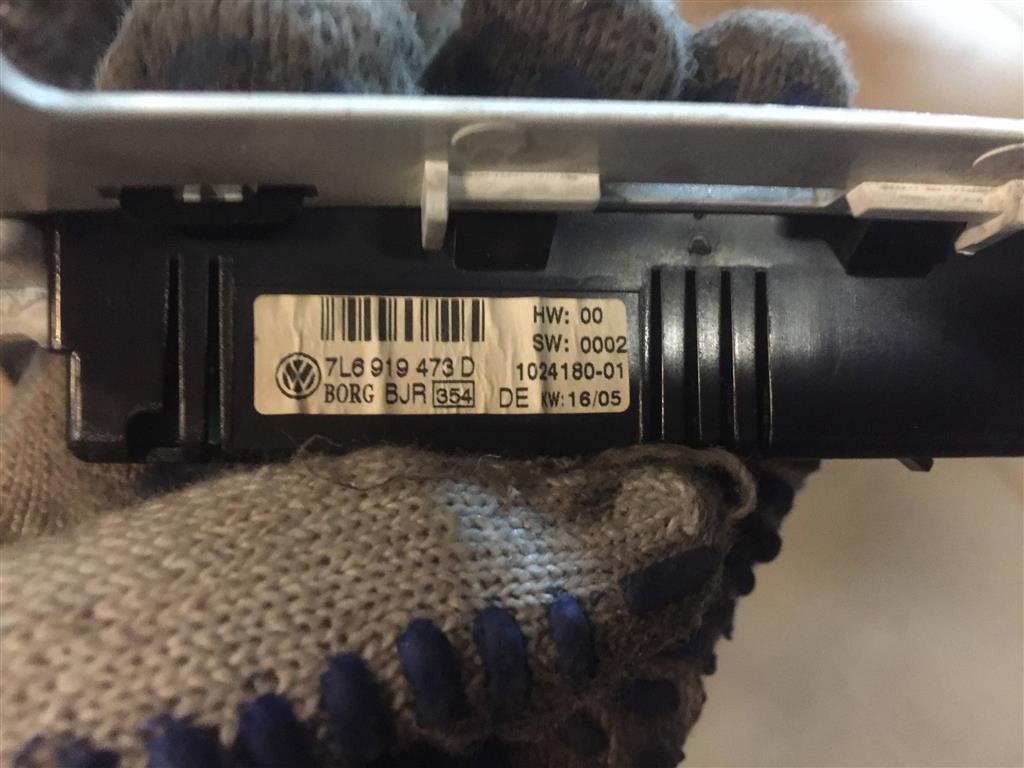 HW: 00
SW: 0002
7L6 919 473 D 1024180-01
BORG BJR 354 DE KW: 16/05